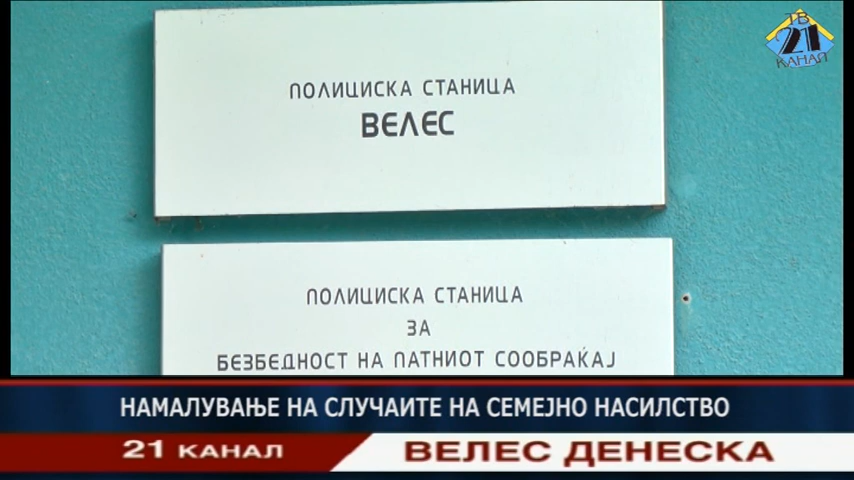 ТВ
21
КАНАЛ
ПОЛИЦИСКА СТАНИЦА
ВЕЛЕС
ПОЛИЦИСКА СТАНИЦА
ЗА
БЕЗБЕДНОСТ НА ПАТНИОТ СООБРАЌАЈ
НАМАЛУВАЊЕ НА СЛУЧАИТЕ НА СЕМЕЈНО НАСИЛСТВО
21 КАНАЛ
ВЕЛЕС ДЕНЕСКА